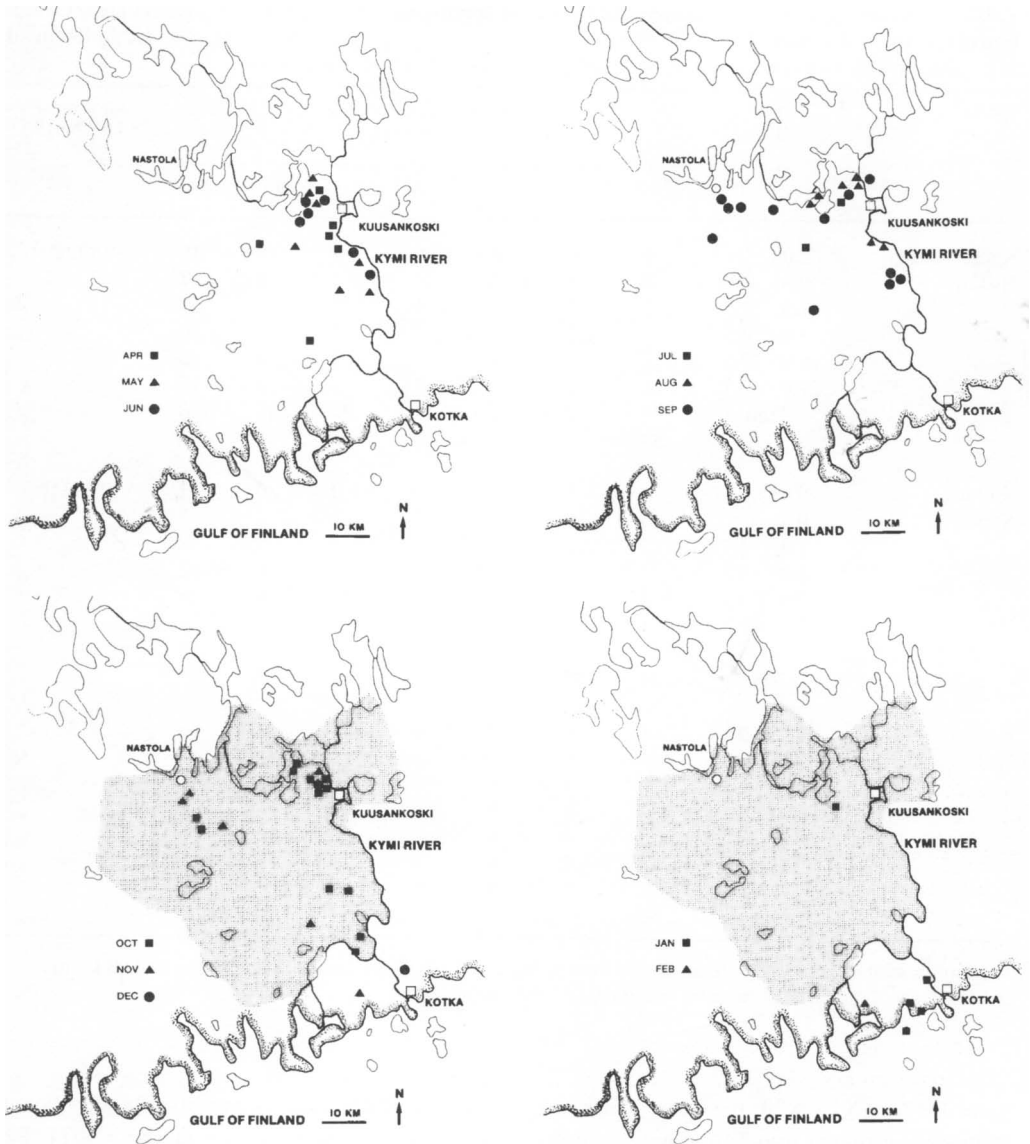 NASTOLA
KUUSANKOSKI
KYMI RIVER
APR
MAY
JUN
KOTKA
N
GULF OF FINLAND
10 KM
NASTOLA
KUUSANKOSKI
KYMI RIVER
JUL
AUG
SEP
KOTKA
N
GULF OF FINLAND
10 KM
NASTOLA
KUUSANKOSKI
KYMI RIVER
OCT
NOV
DEC
KOTKA
N
GULF OF FINLAND
10 KM
NASTOLA
KUUSANKOSKI
KYMI RIVER
JAN
FEB
KOTKA
N
GULF OF FINLAND
10 KM